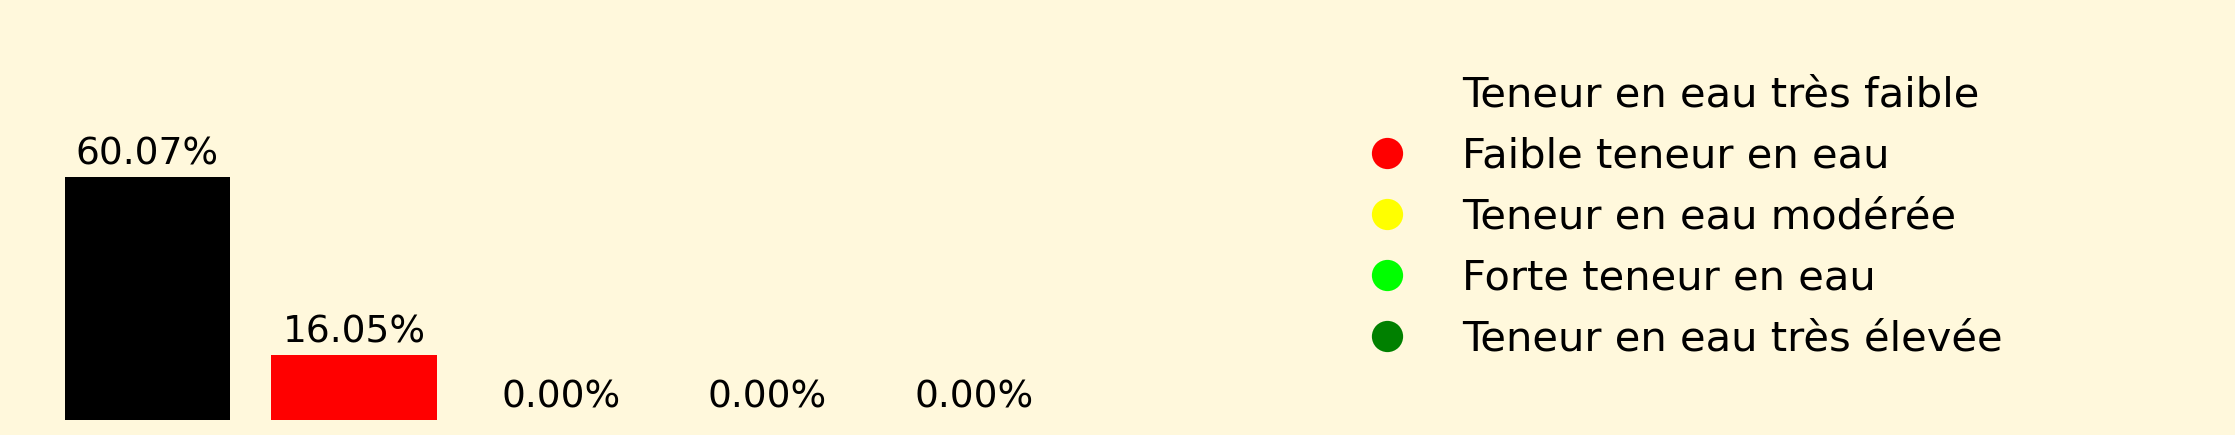 60.07%
16.05%
0.00%
0.00%
0.00%
Teneur en eau très faible
Faible teneur en eau
Teneur en eau modérée
Forte teneur en eau
Teneur en eau très élevée